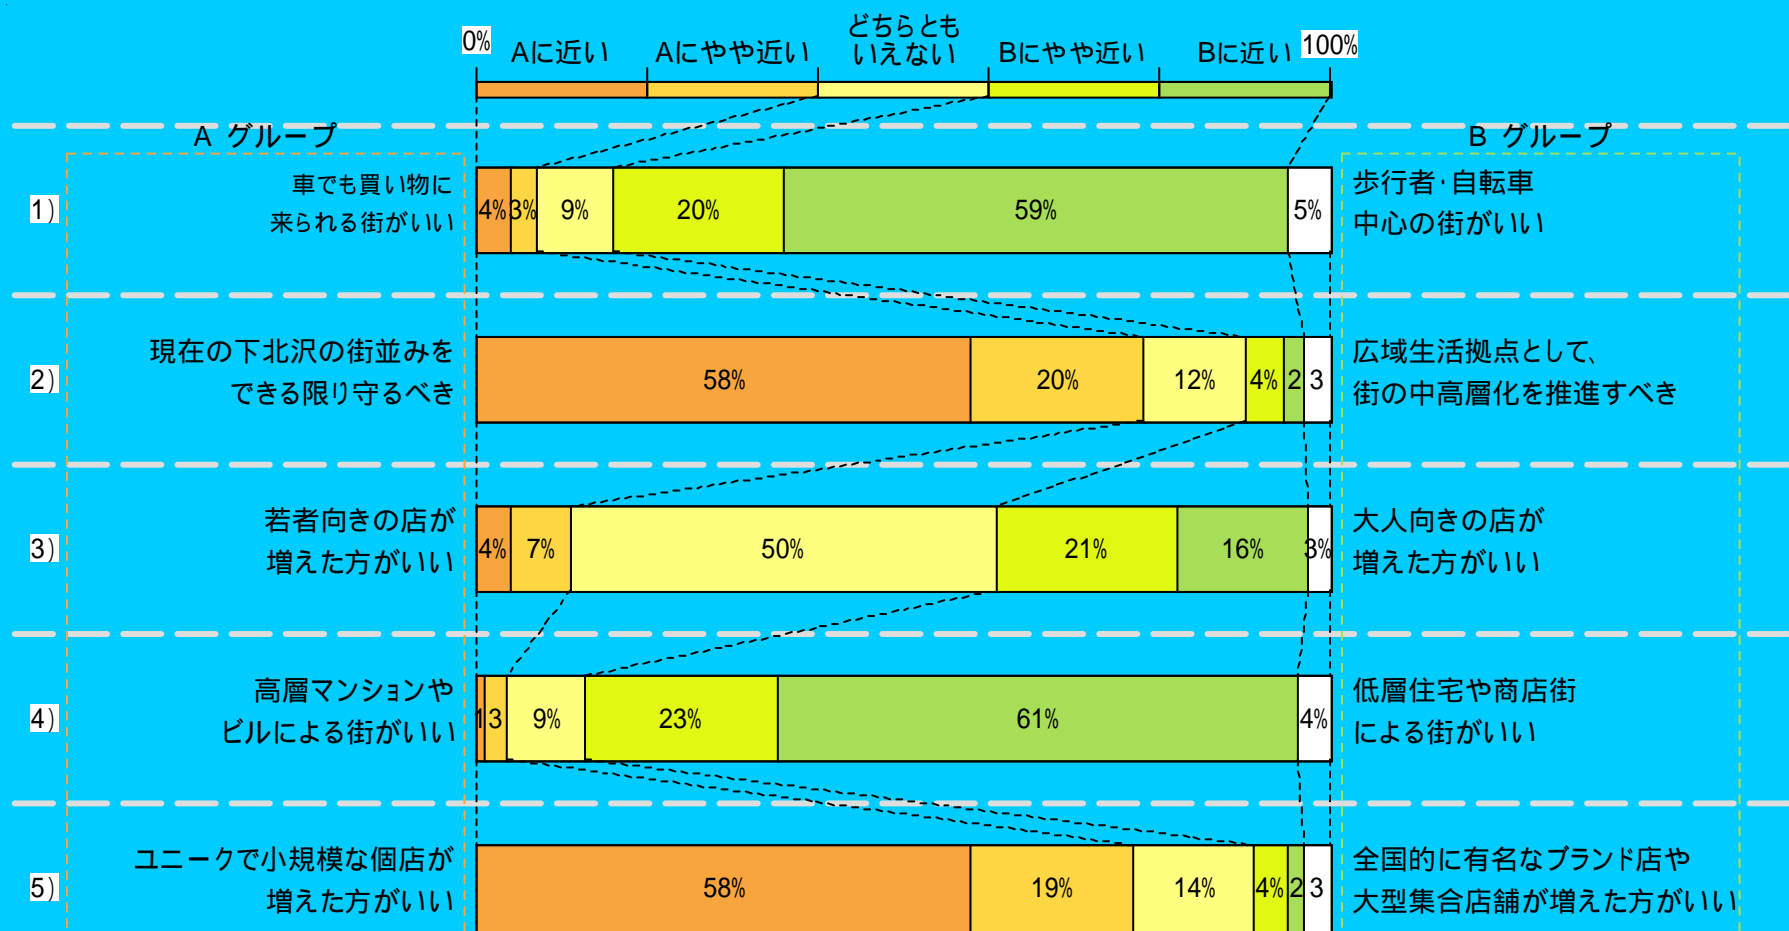 0% Aに近い Aにやや近い どちらとも Bにやや近い Bに近い 100%
いえない
A グループ B グループ
1) 車でも買い物に 4% 3% 9% 20% 59% 5% 歩行者・自転車
来られる街がいい 中心の街がいい
2) 現在の下北沢の街並みを 58% 20% 12% 4% 2 3 広域生活拠点として、
できる限り守るべき 街の中高層化を推進すべき
3) 若者向きの店が 4% 7% 50% 21% 16% 3% 大人向きの店が
増えた方がいい 増えた方がいい
4) 高層マンションや 1 3 9% 23% 61% 4% 低層住宅や商店街
ビルによる街がいい による街がいい
5) ユニークで小規模な個店が 58% 19% 14% 4% 2 3 全国的に有名なブランド店や
増えた方がいい 大型集合店舗が増えた方がいい